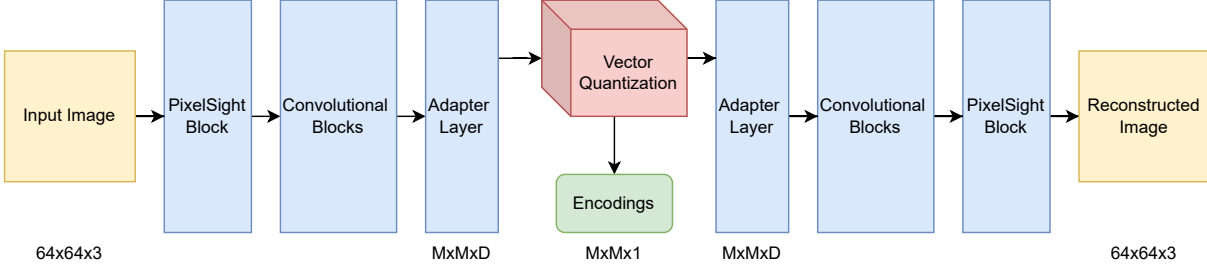 Input Image
PixelSight
Block
Convolutional
Blocks
Adapter
Layer
Vector
Quantization
Encodings
Adapter
Layer
Convolutional
Blocks
PixelSight
Block
Reconstructed
Image
64x64x3
MxMxD
MxMx1
MxMxD
64x64x3